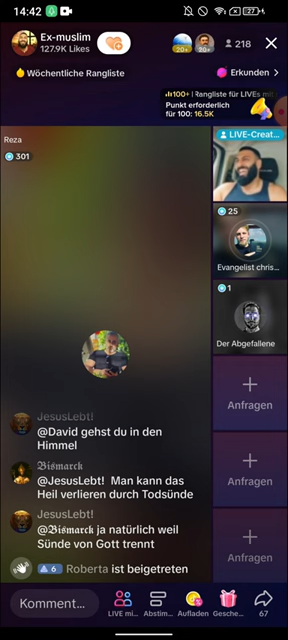 14:42
Ex-muslim
127.9K Likes
20+
20+
218
Wöchentliche Rangliste
Erkunden
100+
Rangliste für LIVEs mi
Punkt erforderlich
für 100: 16.5K
Reza
301
LIVE-Creat...
25
Evangelist chris...
1
Der Abgefallene
Anfragen
Anfragen
Anfragen
JesusLebt!
@David gehst du in den
Himmel
𝕭𝖎𝖘𝖒𝖆𝖗𝖈𝖐
@JesusLebt! Man kann das
Heil verlieren durch Todsünde
JesusLebt!
@𝕭𝖎𝖘𝖒𝖆𝖗𝖈𝖐 ja natürlich weil
Sünde von Gott trennt
6 Roberta ist beigetreten
Komment...
LIVE mi...
Abstim...
Aufladen
Gesche...
67